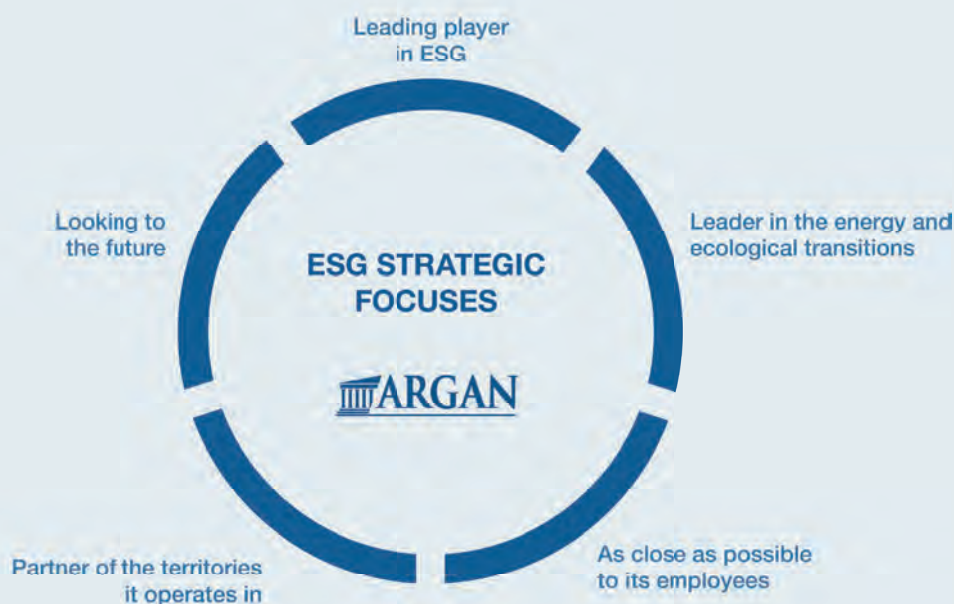 Leading player
in ESG
Looking to
the future
Leader in the energy and
ecological transitions
ESG STRATEGIC
FOCUSES
ARGAN
Partner of the territories
it operates in
As close as possible
to its employees